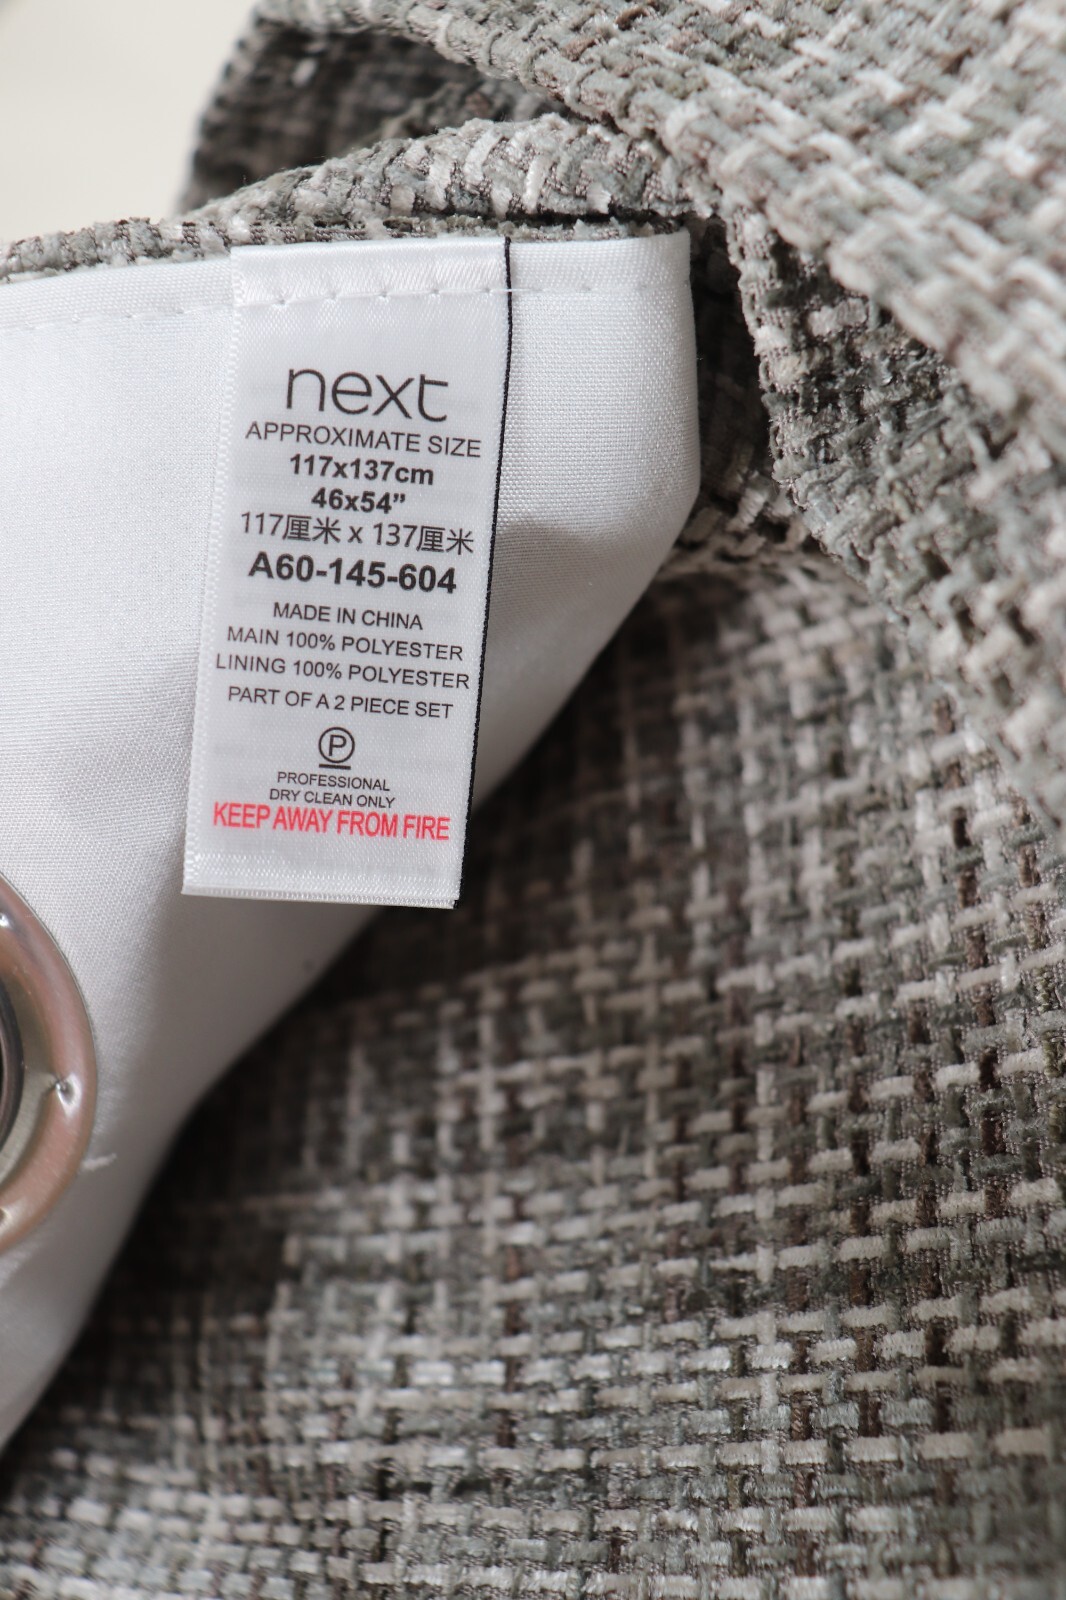 next
APPROXIMATE SIZE
117x137cm
46x54”
117厘米 x 137厘米
A60-145-604
MADE IN CHINA
MAIN 100% POLYESTER
LINING 100% POLYESTER
PART OF A 2 PIECE SET
P
PROFESSIONAL
DRY CLEAN ONLY
KEEP AWAY FROM FIRE